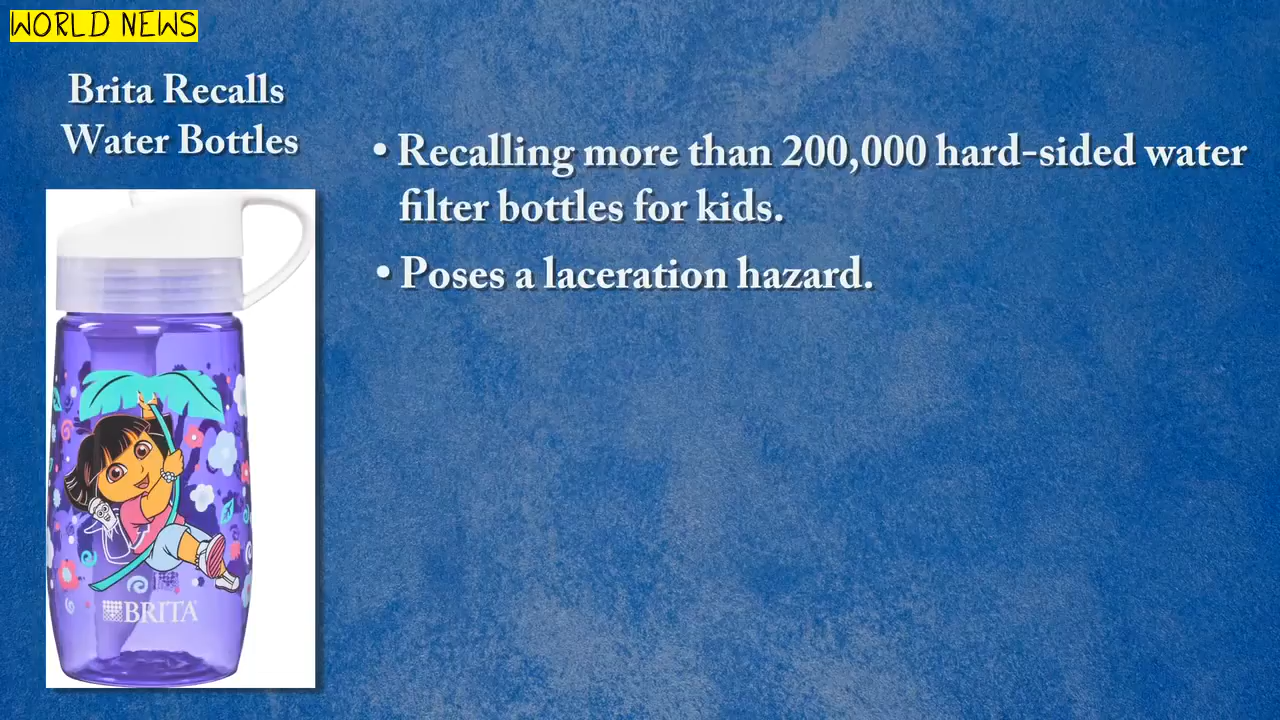 WORLD NEWS
Brita Recalls
Water Bottles
• Recalling more than 200,000 hard-sided water
filter bottles for kids.
• Poses a laceration hazard.
BRITA